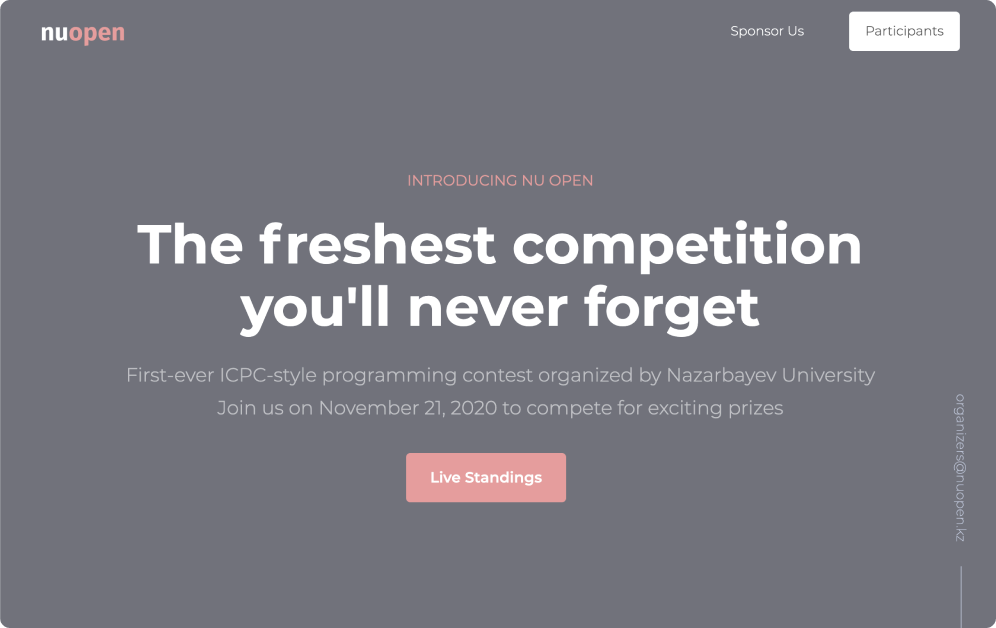 nuopen
Sponsor Us
Participants
INTRODUCING NU OPEN
The freshest competition
you'll never forget
First-ever ICPC-style programming contest organized by Nazarbayev University
Join us on November 21, 2020 to compete for exciting prizes
Live Standings
organizers@nuopen.kz